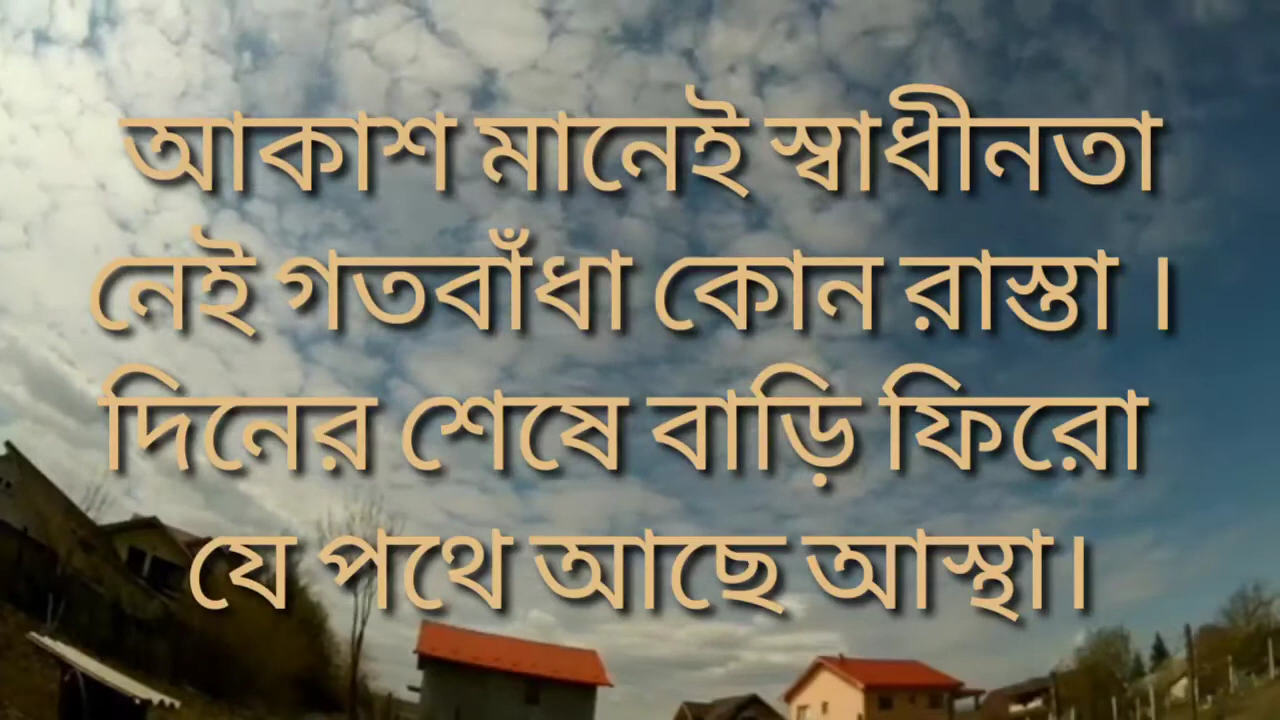 আকাশ মানেই স্বাধীনতা
নেই গতবাঁধা কোন রাস্তা ।
দিনের শেষে বাড়ি ফিরো
যে পথে আছে আস্থা।